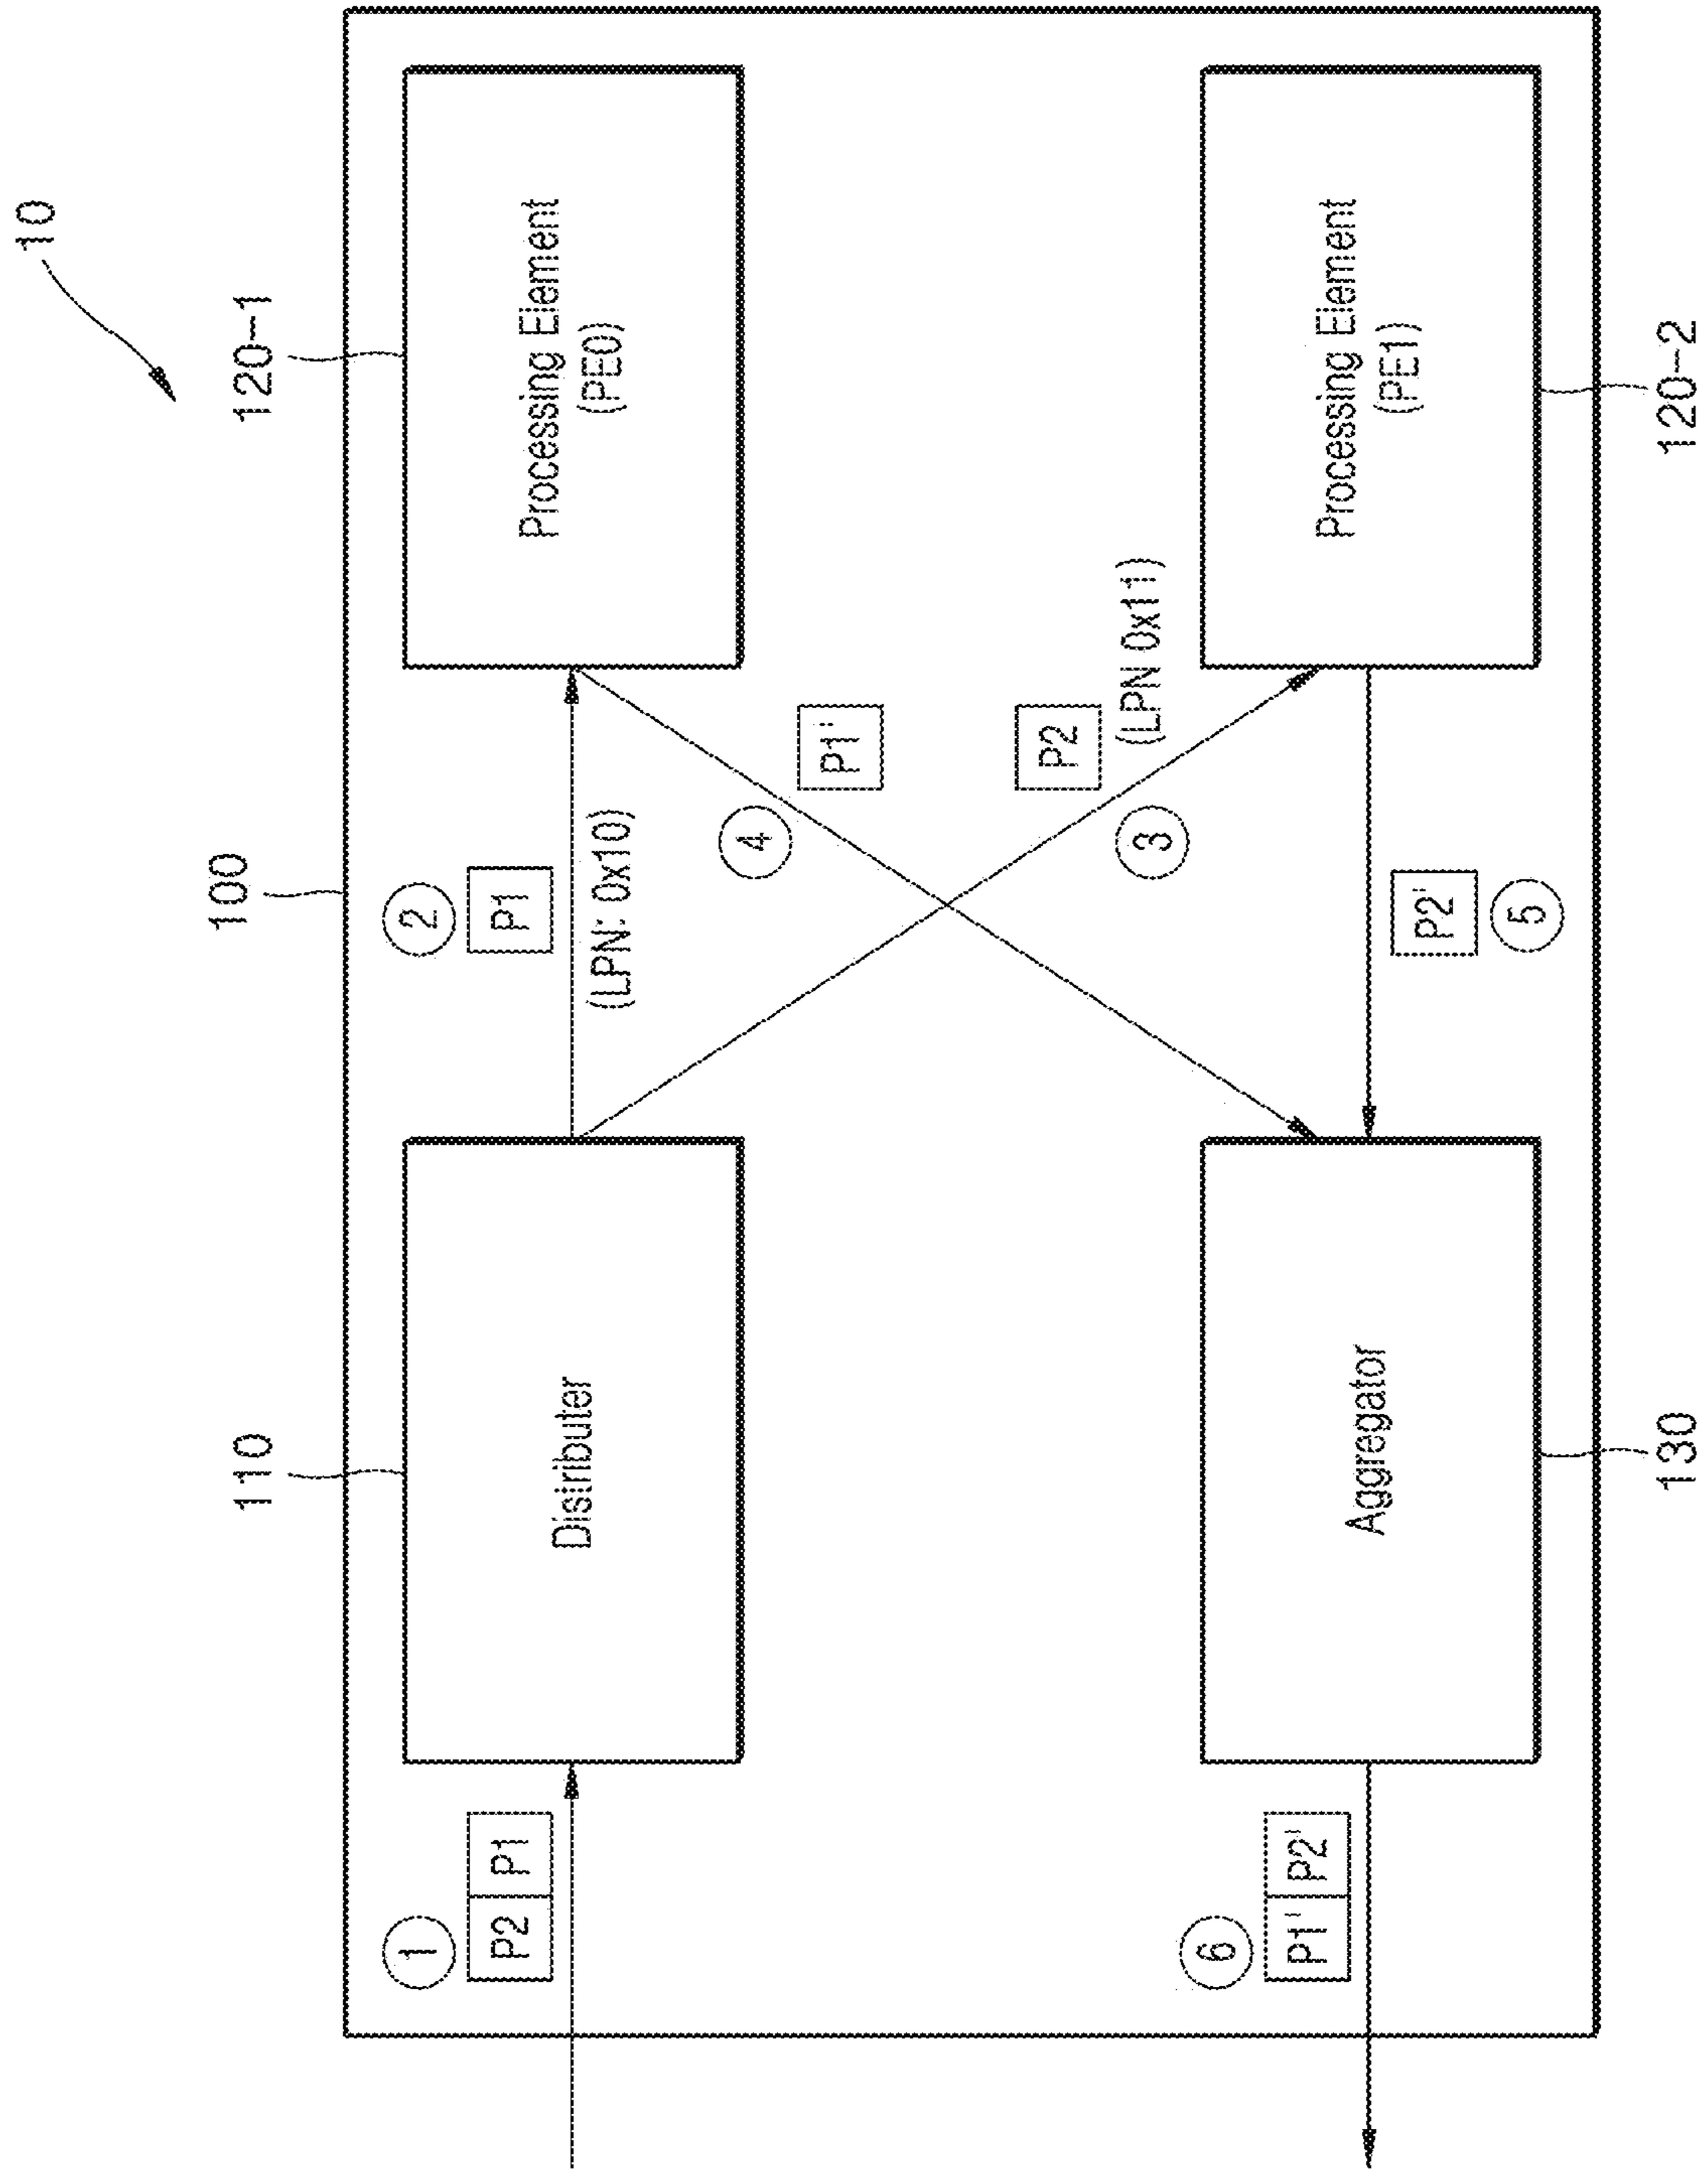 10
100
110
120-1
1
2
P2 P1
P1
Distributer
(LPN: 0x10)
Processing Element
(PE0)
4
P1'
P2
3
(LPN 0x11)
6
P1' P2'
Aggregator
P2'
5
Processing Element
(PE1)
130
120-2